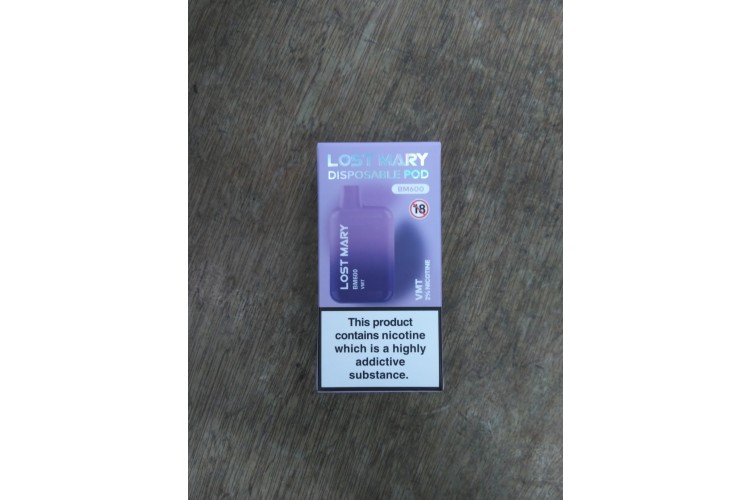 LOST MARY
DISPOSABLE POD
BM600
18
LOST MARY
BM600
VMT
VMT
2% NICOTINE
This product
contains nicotine
which is a highly
addictive
substance.